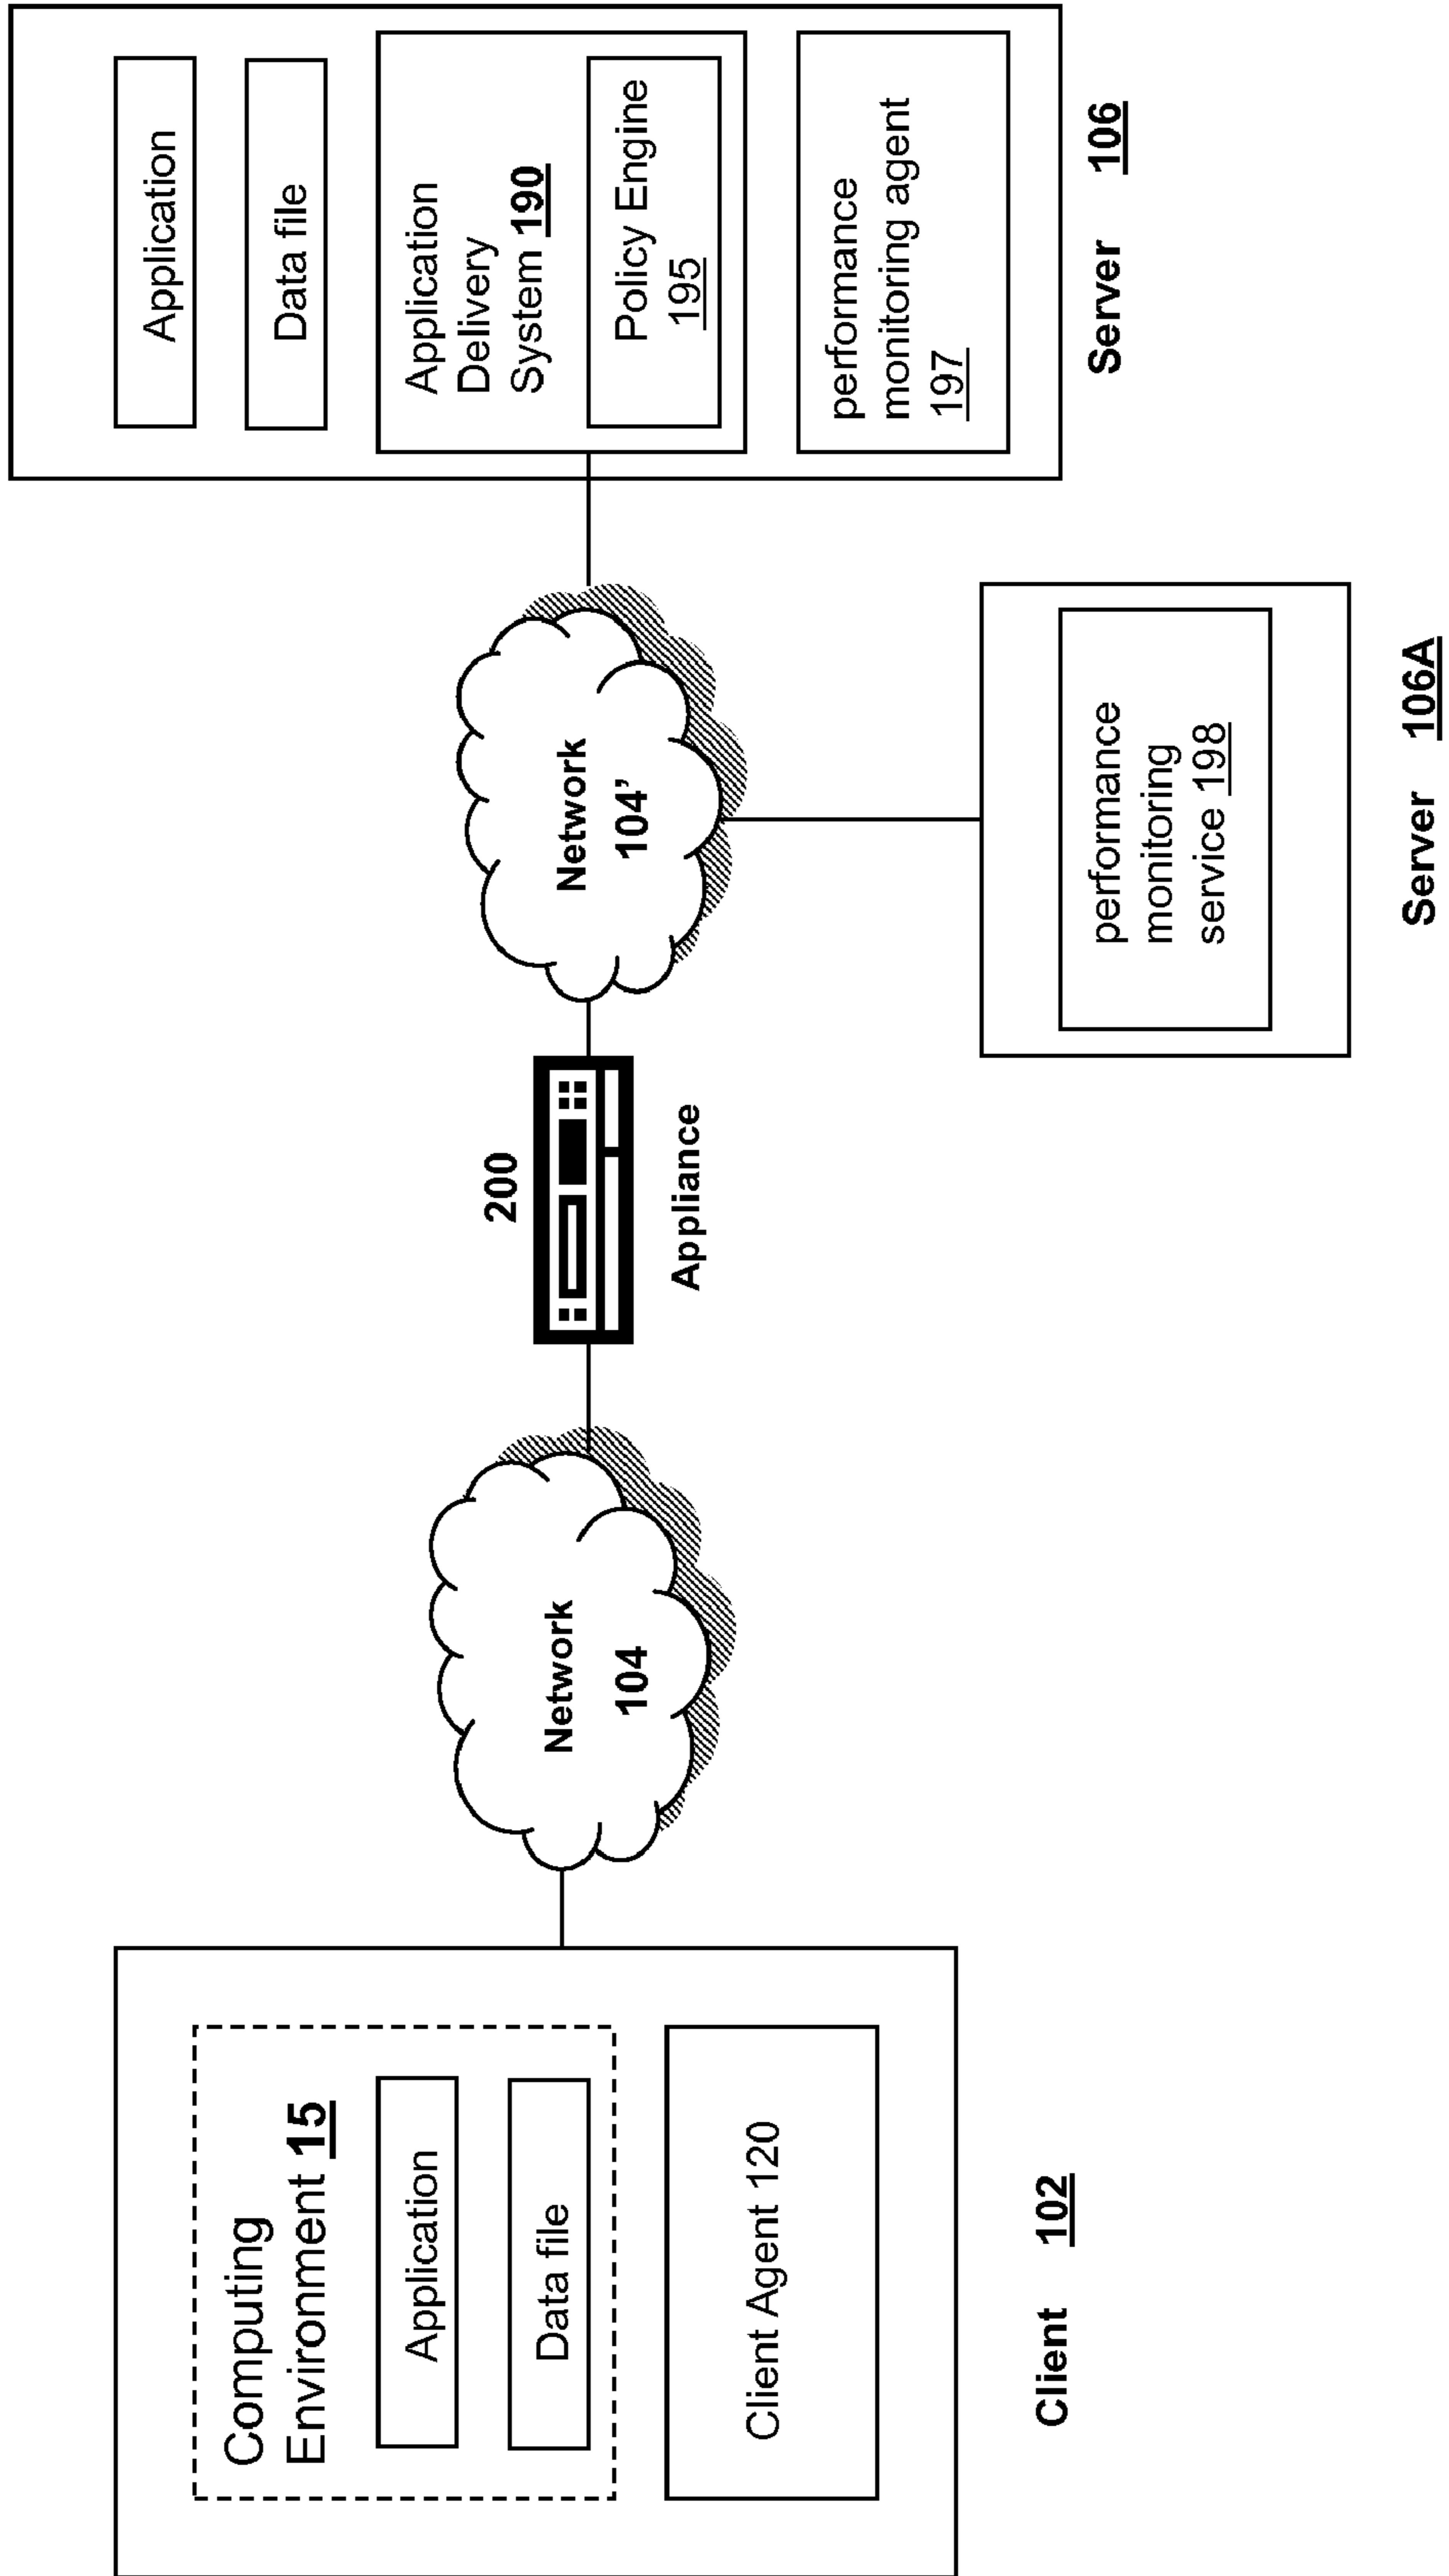 Computing
Environment 15
Application
Data file
Client Agent 120
Client 102
Network
104
200
Appliance
Network
104’
performance
monitoring
service 198
Server 106A
Application
Data file
Application
Delivery
System 190
Policy Engine
195
performance
monitoring agent
197
Server 106